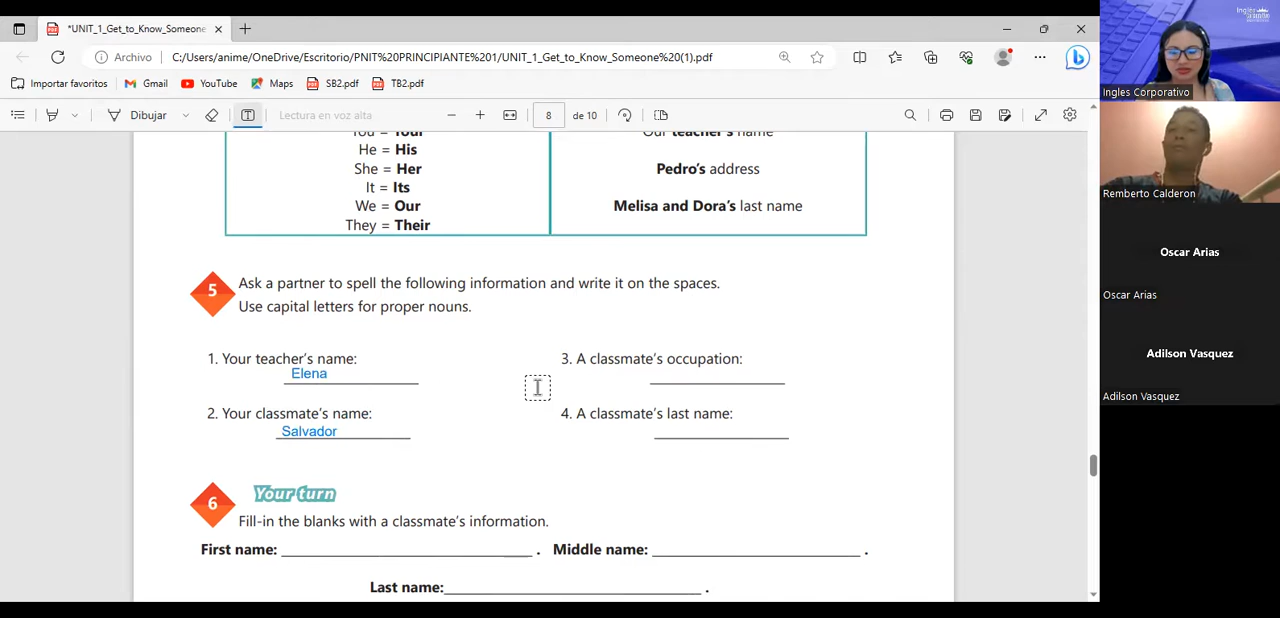 *UNIT_1_Get_to_Know_Someone
Archivo
C:/Users/anime/OneDrive/Escritorio/PNIT%20PRINCIPIANTE%201/UNIT_1_Get_to_Know_Someone%20(1).pdf
Importar favoritos
Gmail
YouTube
Maps
SB2.pdf
TB2.pdf
Dibujar
Lectura en voz alta
8
de 10
You = Your
He = His
She = Her
It = Its
We = Our
They = Their
Our teacher's name
Pedro's address
Melisa and Dora's last name
5
Ask a partner to spell the following information and write it on the spaces.
Use capital letters for proper nouns.
1. Your teacher's name:
Elena
2. Your classmate's name:
Salvador
3. A classmate's occupation:
4. A classmate's last name:
6
Your turn
Fill-in the blanks with a classmate's information.
First name: . Middle name: .
Last name: .
Ingles Corporativo
Remberto Calderon
Oscar Arias
Oscar Arias
Adilson Vasquez
Adilson Vasquez